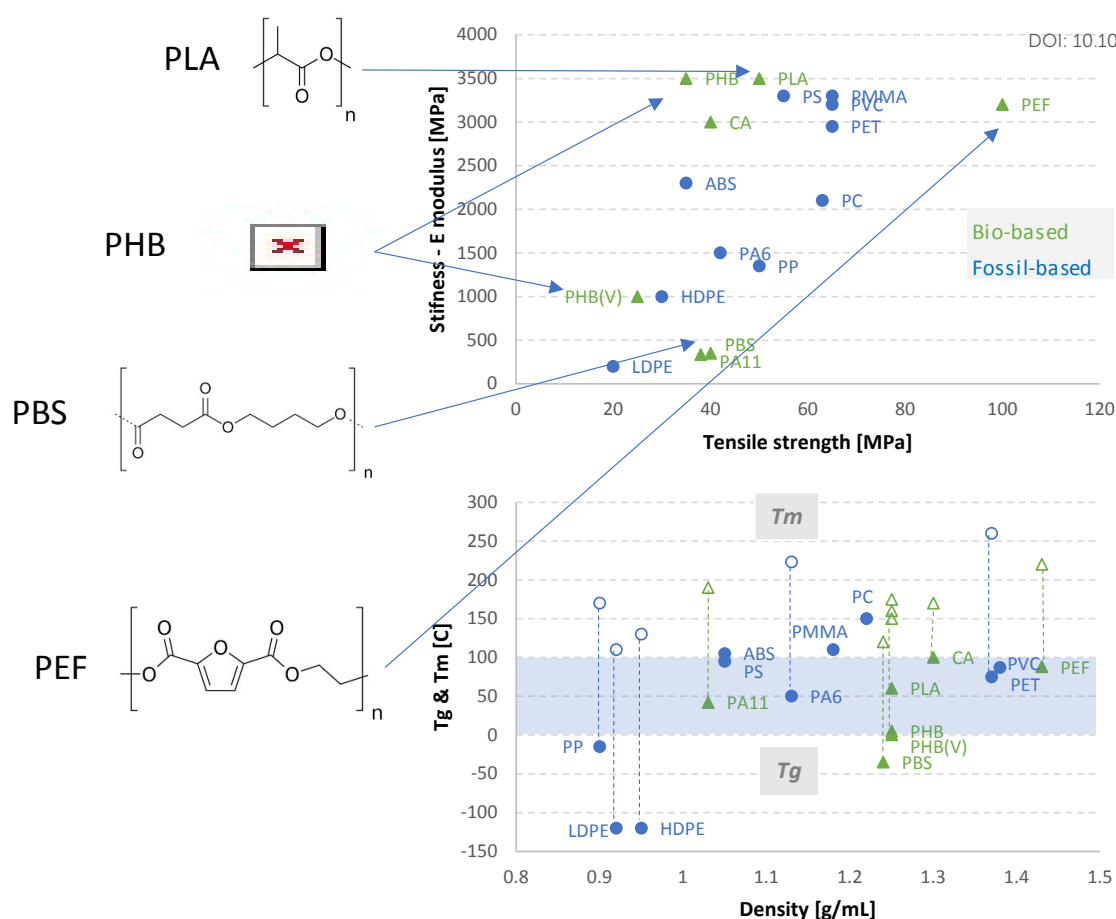 PLA
O
O
n
PHB
PBS
O
O
O
O
n
PEF
O
O
O
O
O
n
DOI: 10.10
Stifness - E modulus [MPa]
4000
3500
3000
2500
2000
1500
1000
500
0
PHB
PLA
PS
PMMA
PVC
PET
PEF
CA
ABS
PC
PA6
PP
PHB(V)
HDPE
PBS
PA11
LDPE
Bio-based
Fossil-based
0
20
40
60
80
100
120
Tensile strength [MPa]
Tg & Tm [C]
300
250
200
150
100
50
0
-50
-100
-150
Tm
PC
PMMA
ABS
PS
CA
PVC
PET
PEF
PLA
PA11
PA6
PHB
PHB(V)
PBS
PP
Tg
LDPE
HDPE
0.8
0.9
1
1.1
1.2
1.3
1.4
1.5
Density [g/mL]